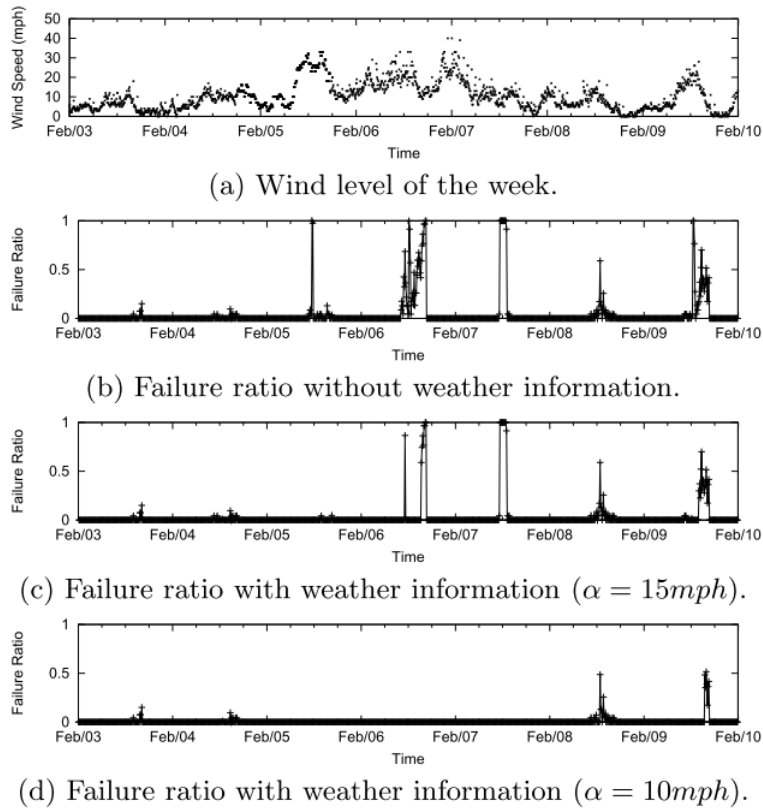 Wind Speed (mph)
50
40
30
20
10
0
Feb/03 Feb/04 Feb/05 Feb/06 Feb/07 Feb/08 Feb/09 Feb/10
Time
(a) Wind level of the week.
Failure Ratio
1
0.5
0
Feb/03 Feb/04 Feb/05 Feb/06 Feb/07 Feb/08 Feb/09 Feb/10
Time
(b) Failure ratio without weather information.
Failure Ratio
1
0.5
0
Feb/03 Feb/04 Feb/05 Feb/06 Feb/07 Feb/08 Feb/09 Feb/10
Time
(c) Failure ratio with weather information (α = 15mph).
Failure Ratio
1
0.5
0
Feb/03 Feb/04 Feb/05 Feb/06 Feb/07 Feb/08 Feb/09 Feb/10
Time
(d) Failure ratio with weather information (α = 10mph).